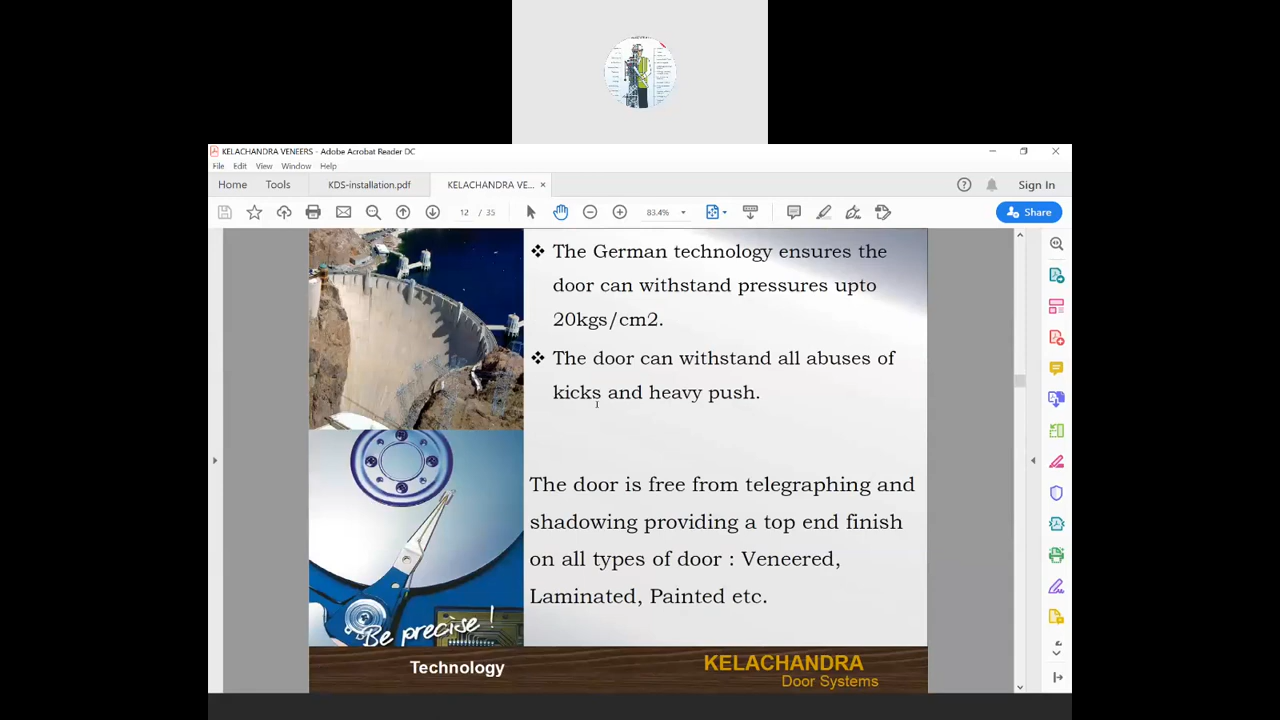 KELACHANDRA VENEERS - Adobe Acrobat Reader DC
File Edit View Window Help
Home Tools KDS-installation.pdf KELACHANDRA VE... × Sign In
12 / 35 83.4% Share
❖ The German technology ensures the
door can withstand pressures upto
20kgs/cm2.
❖ The door can withstand all abuses of
kicks and heavy push.
The door is free from telegraphing and
shadowing providing a top end finish
on all types of door : Veneered,
Laminated, Painted etc.
Be precise!
Technology
KELACHANDRA
Door Systems